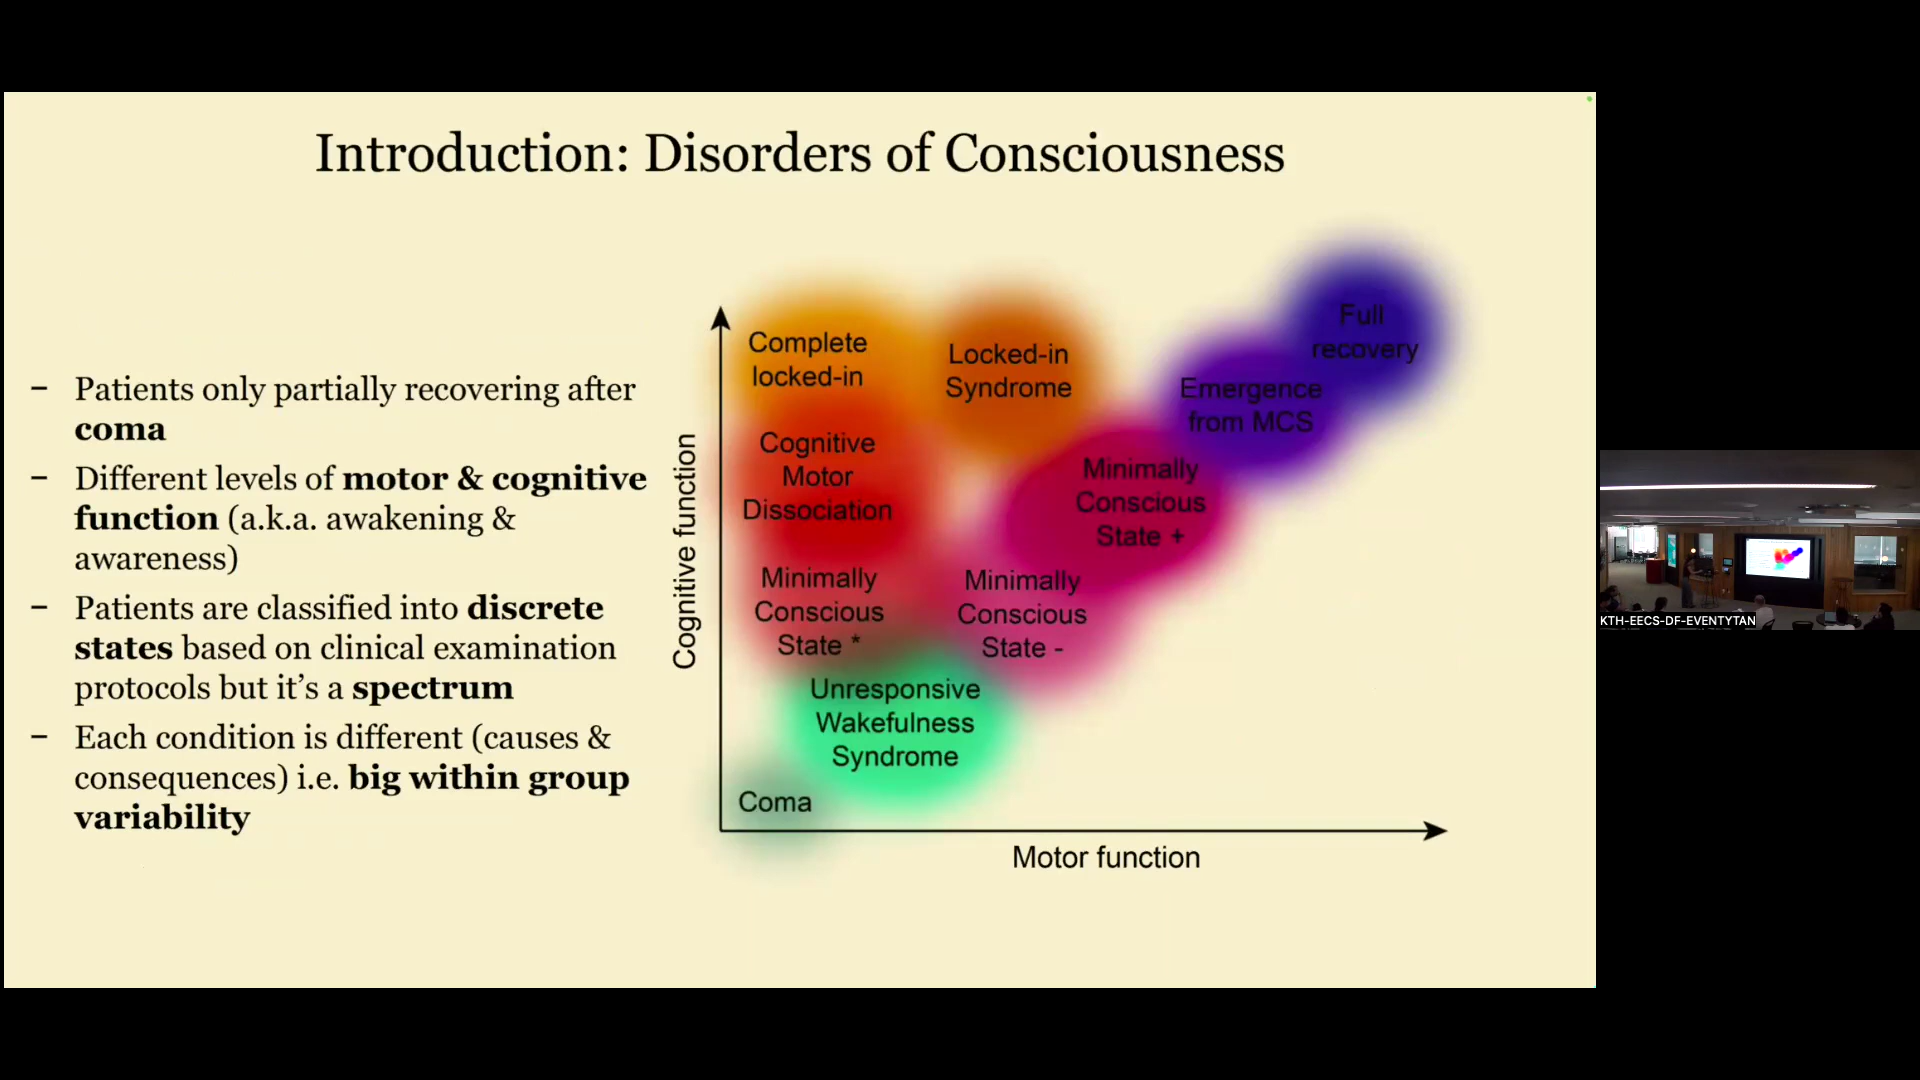 Introduction: Disorders of Consciousness
– Patients only partially recovering after
coma
– Different levels of motor & cognitive
function (a.k.a. awakening &
awareness)
– Patients are classified into discrete
states based on clinical examination
protocols but it’s a spectrum
– Each condition is different (causes &
consequences) i.e. big within group
variability
Cognitive function
Complete
locked-in
Locked-in
Syndrome
Full
recovery
Emergence
from MCS
Cognitive
Motor
Dissociation
Minimally
Conscious
State +
Minimally
Conscious
State *
Minimally
Conscious
State -
Unresponsive
Wakefulness
Syndrome
Coma
Motor function
KTH-EECS-DF-EVENTYTAN